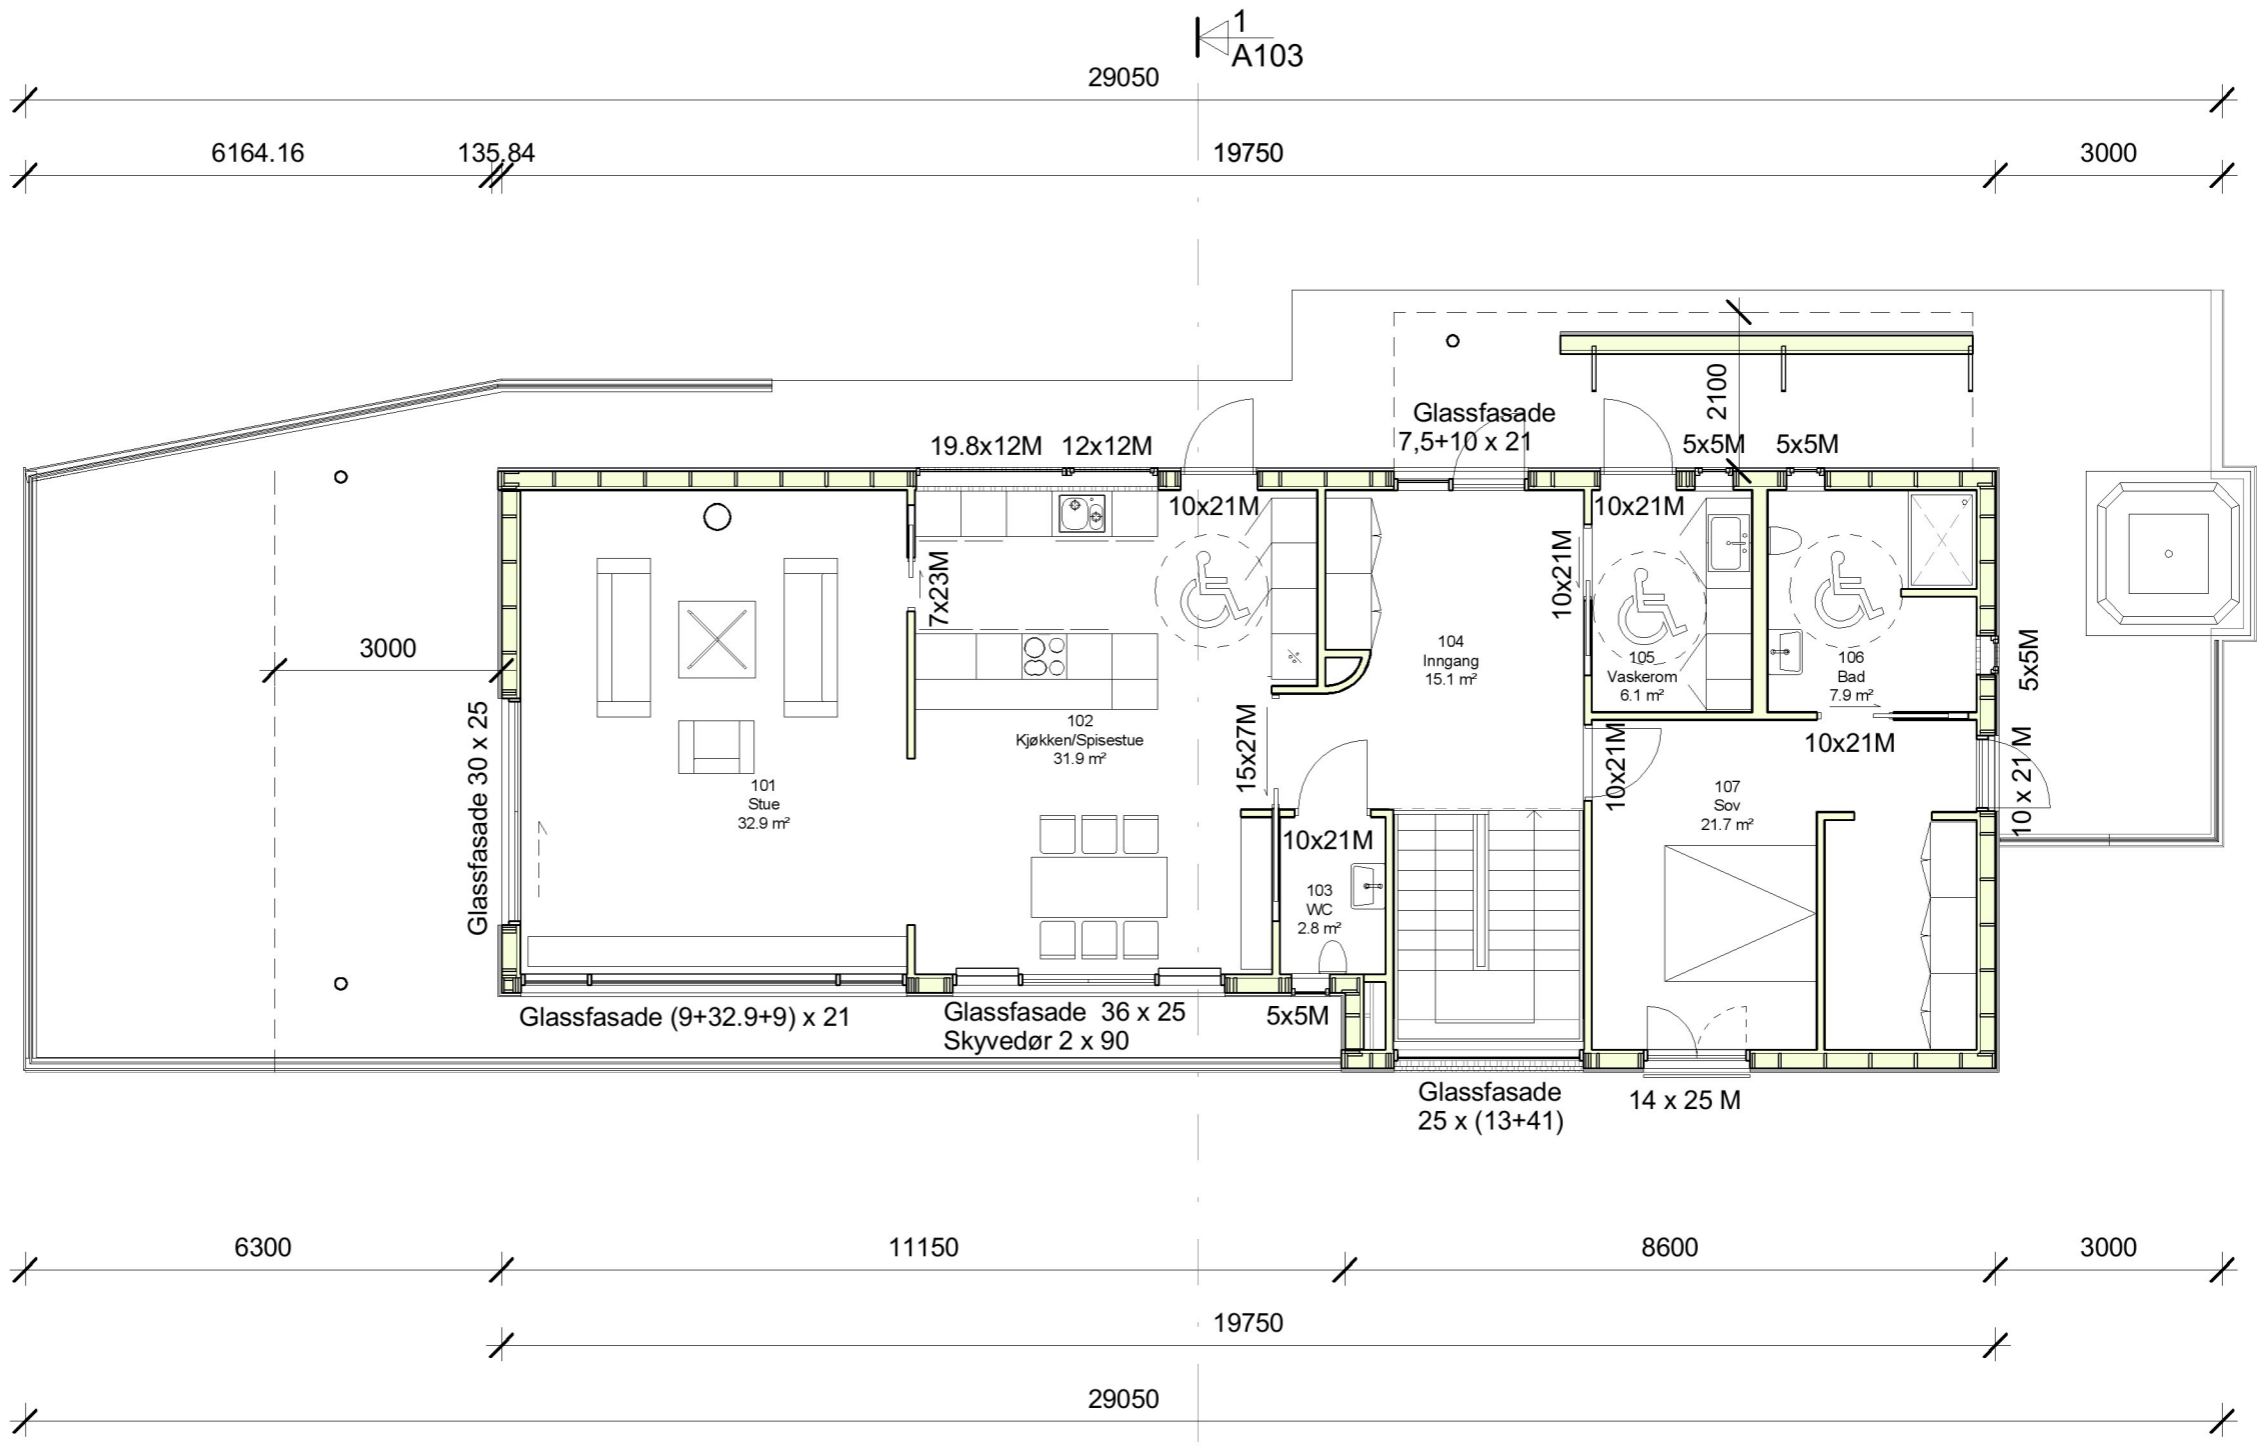 1
A103
29050
6164.16
135.84
19750
3000
2100
Glassfasade
7,5+10 x 21
19.8x12M
12x12M
5x5M
5x5M
10x21M
10x21M
7x23M
10x21M
3000
104
Inngang
15.1 m²
105
Vaskerom
6.1 m²
106
Bad
7.9 m²
5x5M
Glassfasade 30 x 25
102
Kjøkken/Spisestue
31.9 m²
15x27M
10x21M
10x21M
10 x 21 M
101
Stue
32.9 m²
107
Sov
21.7 m²
10x21M
103
WC
2.8 m²
Glassfasade (9+32.9+9) x 21
Glassfasade 36 x 25
Skyvedør 2 x 90
5x5M
Glassfasade
25 x (13+41)
14 x 25 M
6300
11150
8600
3000
19750
29050